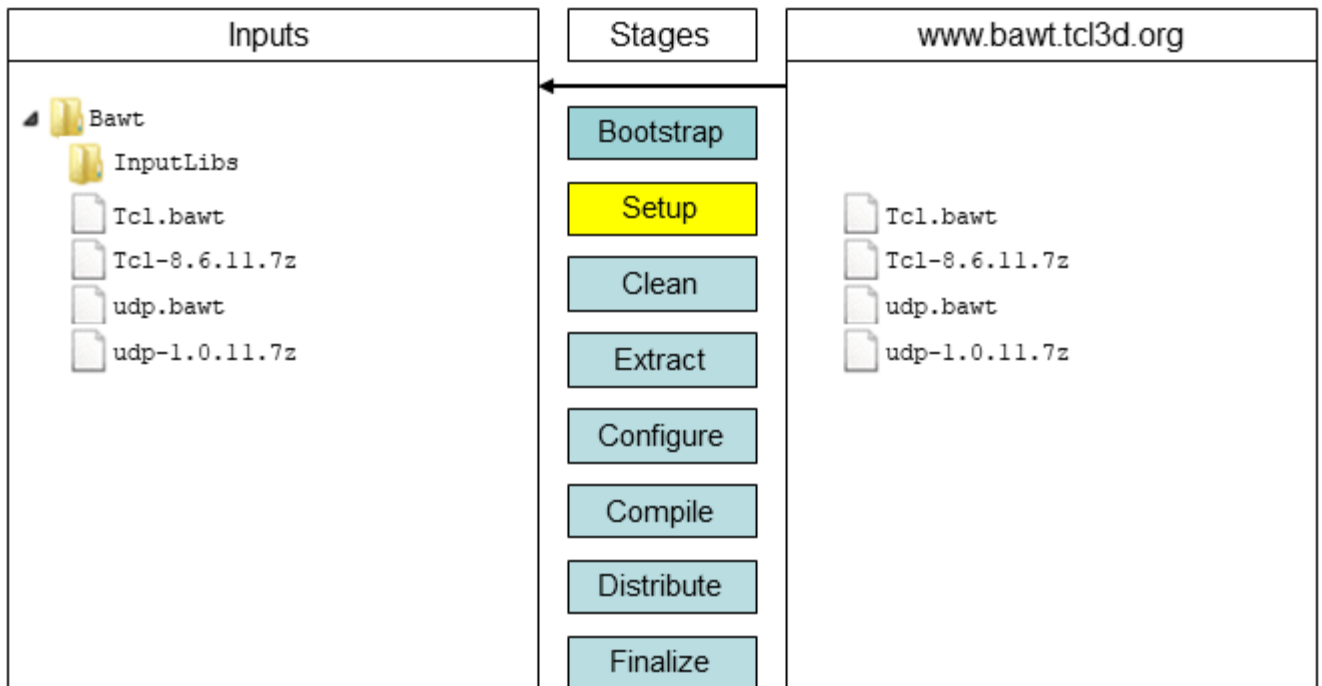 Inputs
Stages
www.bawt.tcl3d.org
Bawt
InputLibs
Tcl.bawt
Tcl-8.6.11.7z
udp.bawt
udp-1.0.11.7z
Bootstrap
Setup
Clean
Extract
Configure
Compile
Distribute
Finalize
Tcl.bawt
Tcl-8.6.11.7z
udp.bawt
udp-1.0.11.7z